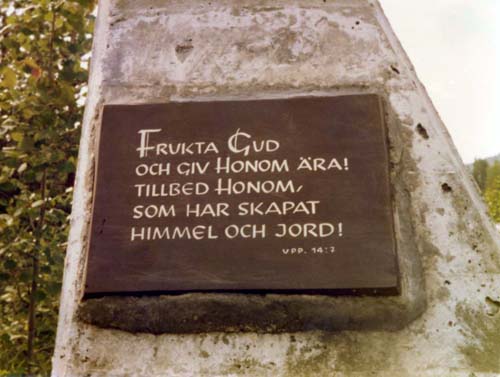 FRUKTA GUD
OCH GIV HONOM ÄRA!
TILLBED HONOM,
SOM HAR SKAPAT
HIMMEL OCH JORD!
UPP. 14:7